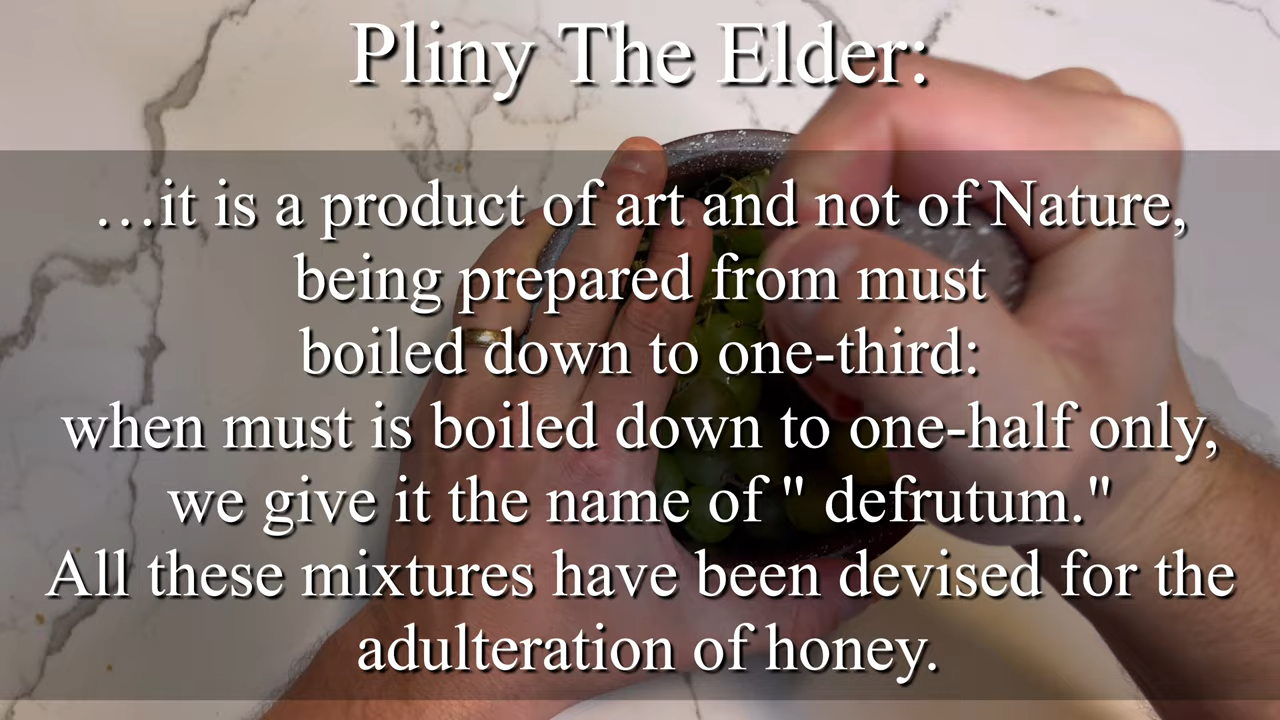 Pliny The Elder:
…it is a product of art and not of Nature,
being prepared from must
boiled down to one-third:
when must is boiled down to one-half only,
we give it the name of " defrutum."
All these mixtures have been devised for the
adulteration of honey.